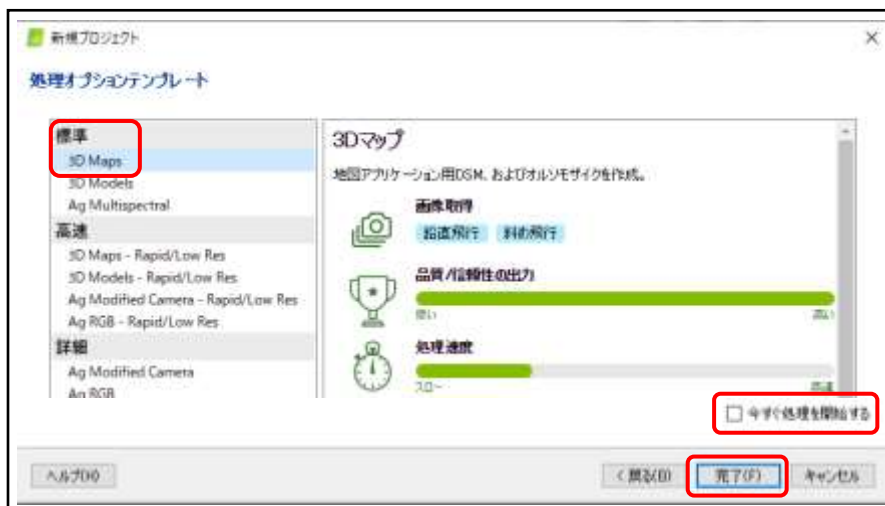 新規プロジェクト
処理オプションテンプレート
標準
3D Maps
3D Models
Ag Multispectral
高速
3D Maps - Rapid/Low Res
3D Models - Rapid/Low Res
Ag Modified Camera - Rapid/Low Res
Ag RGB - Rapid/Low Res
詳細
Ag Modified Camera
Ag RGB
3Dマップ
地図アプリケーション用DSM、およびオルソモザイクを作成。
画像取得
鉛直飛行 斜め飛行
品質/信頼性の出力
低い 高い
処理速度
スロー 高速
今すぐ処理を開始する
ヘルプ(H) < 戻る(B) 完了(F) キャンセル